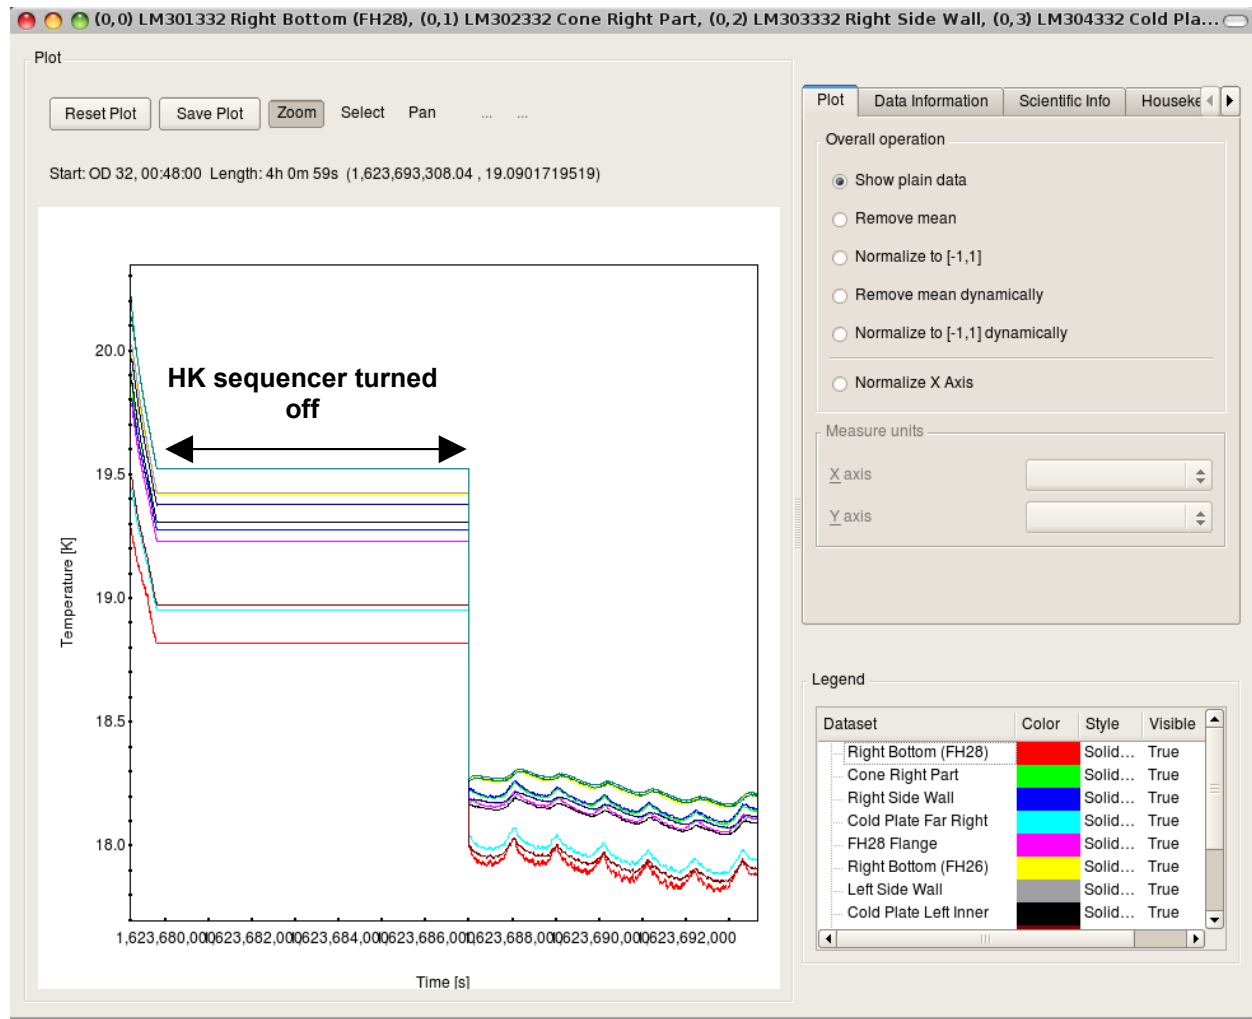 (0,0) LM301332 Right Bottom (FH28), (0,1) LM302332 Cone Right Part, (0,2) LM303332 Right Side Wall, (0,3) LM304332 Cold Pla...
Plot
Reset Plot Save Plot Zoom Select Pan ... ...
Start: OD 32, 00:48:00 Length: 4h 0m 59s (1,623,693,308.04 , 19.0901719519)
HK sequencer turned
off
20.0
19.5
19.0
18.5
18.0
Temperature [K]
1,623,680,000 1,623,682,000 1,623,684,000 1,623,686,000 1,623,688,000 1,623,690,000 1,623,692,000
Time [s]
Plot Data Information Scientific Info Houseke
Overall operation
Show plain data
Remove mean
Normalize to [-1,1]
Remove mean dynamically
Normalize to [-1,1] dynamically
Normalize X Axis
Measure units
X axis
Y axis
Legend
Dataset Color Style Visible
Right Bottom (FH28) Solid... True
Cone Right Part Solid... True
Right Side Wall Solid... True
Cold Plate Far Right Solid... True
FH28 Flange Solid... True
Right Bottom (FH26) Solid... True
Left Side Wall Solid... True
Cold Plate Left Inner Solid... True